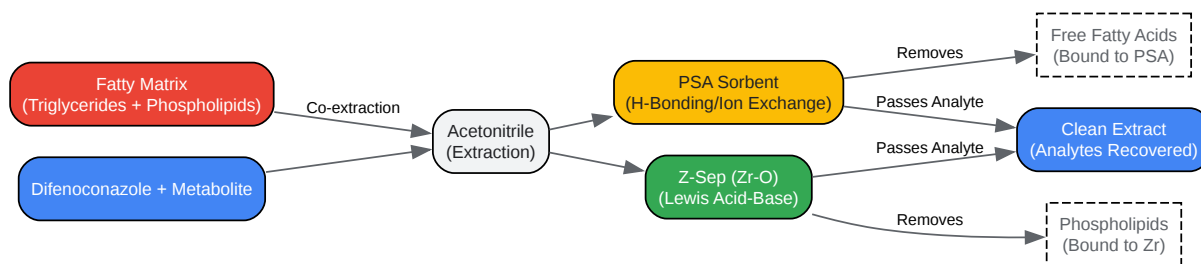 Fatty Matrix
(Triglycerides + Phospholipids)
Co-extraction
Difenoconazole + Metabolite
Acetonitrile
(Extraction)
PSA Sorbent
(H-Bonding/Ion Exchange)
Z-Sep (Zr-O)
(Lewis Acid-Base)
Removes
Passes Analyte
Passes Analyte
Removes
Free Fatty Acids
(Bound to PSA)
Clean Extract
(Analytes Recovered)
Phospholipids
(Bound to Zr)